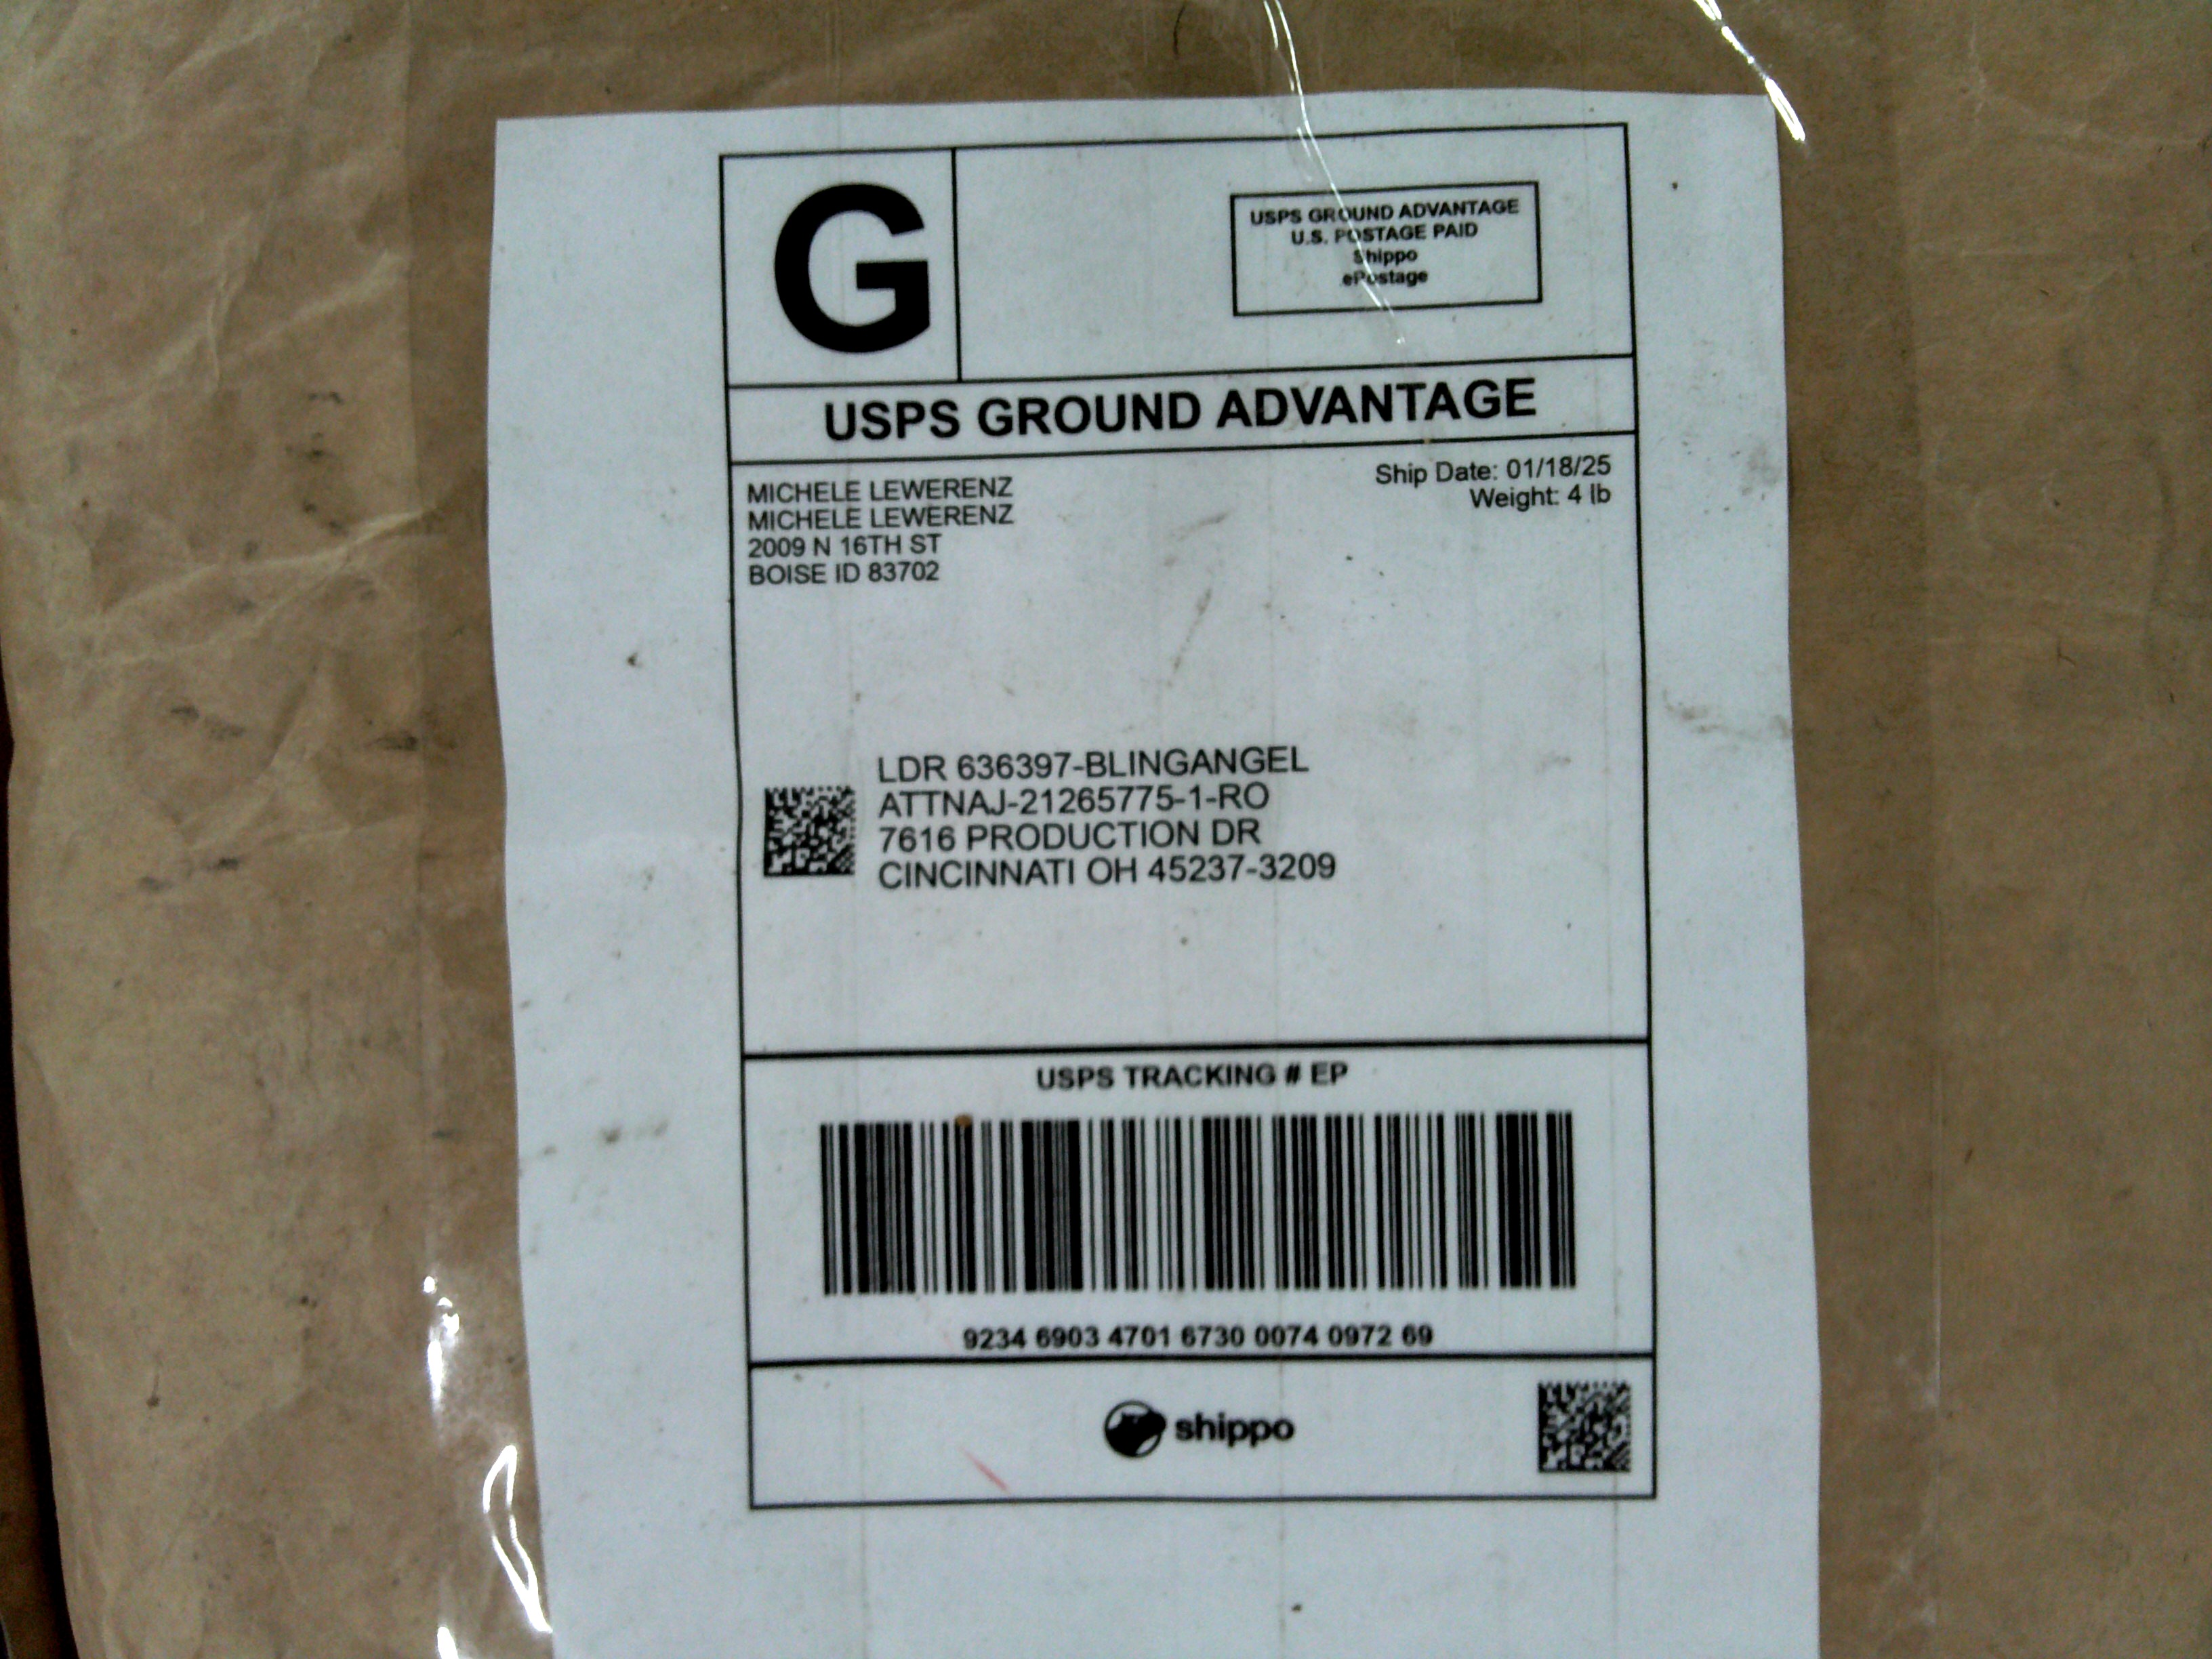 G
USPS GROUND ADVANTAGE
U.S. POSTAGE PAID
Shippo
ePostage
USPS GROUND ADVANTAGE
MICHELE LEWERENZ
MICHELE LEWERENZ
2009 N 16TH ST
BOISE ID 83702
Ship Date: 01/18/25
Weight: 4 lb
LDR 636397-BLINGANGEL
ATTNAJ-21265775-1-RO
7616 PRODUCTION DR
CINCINNATI OH 45237-3209
USPS TRACKING # EP
9234 6903 4701 6730 0074 0972 69
shippo